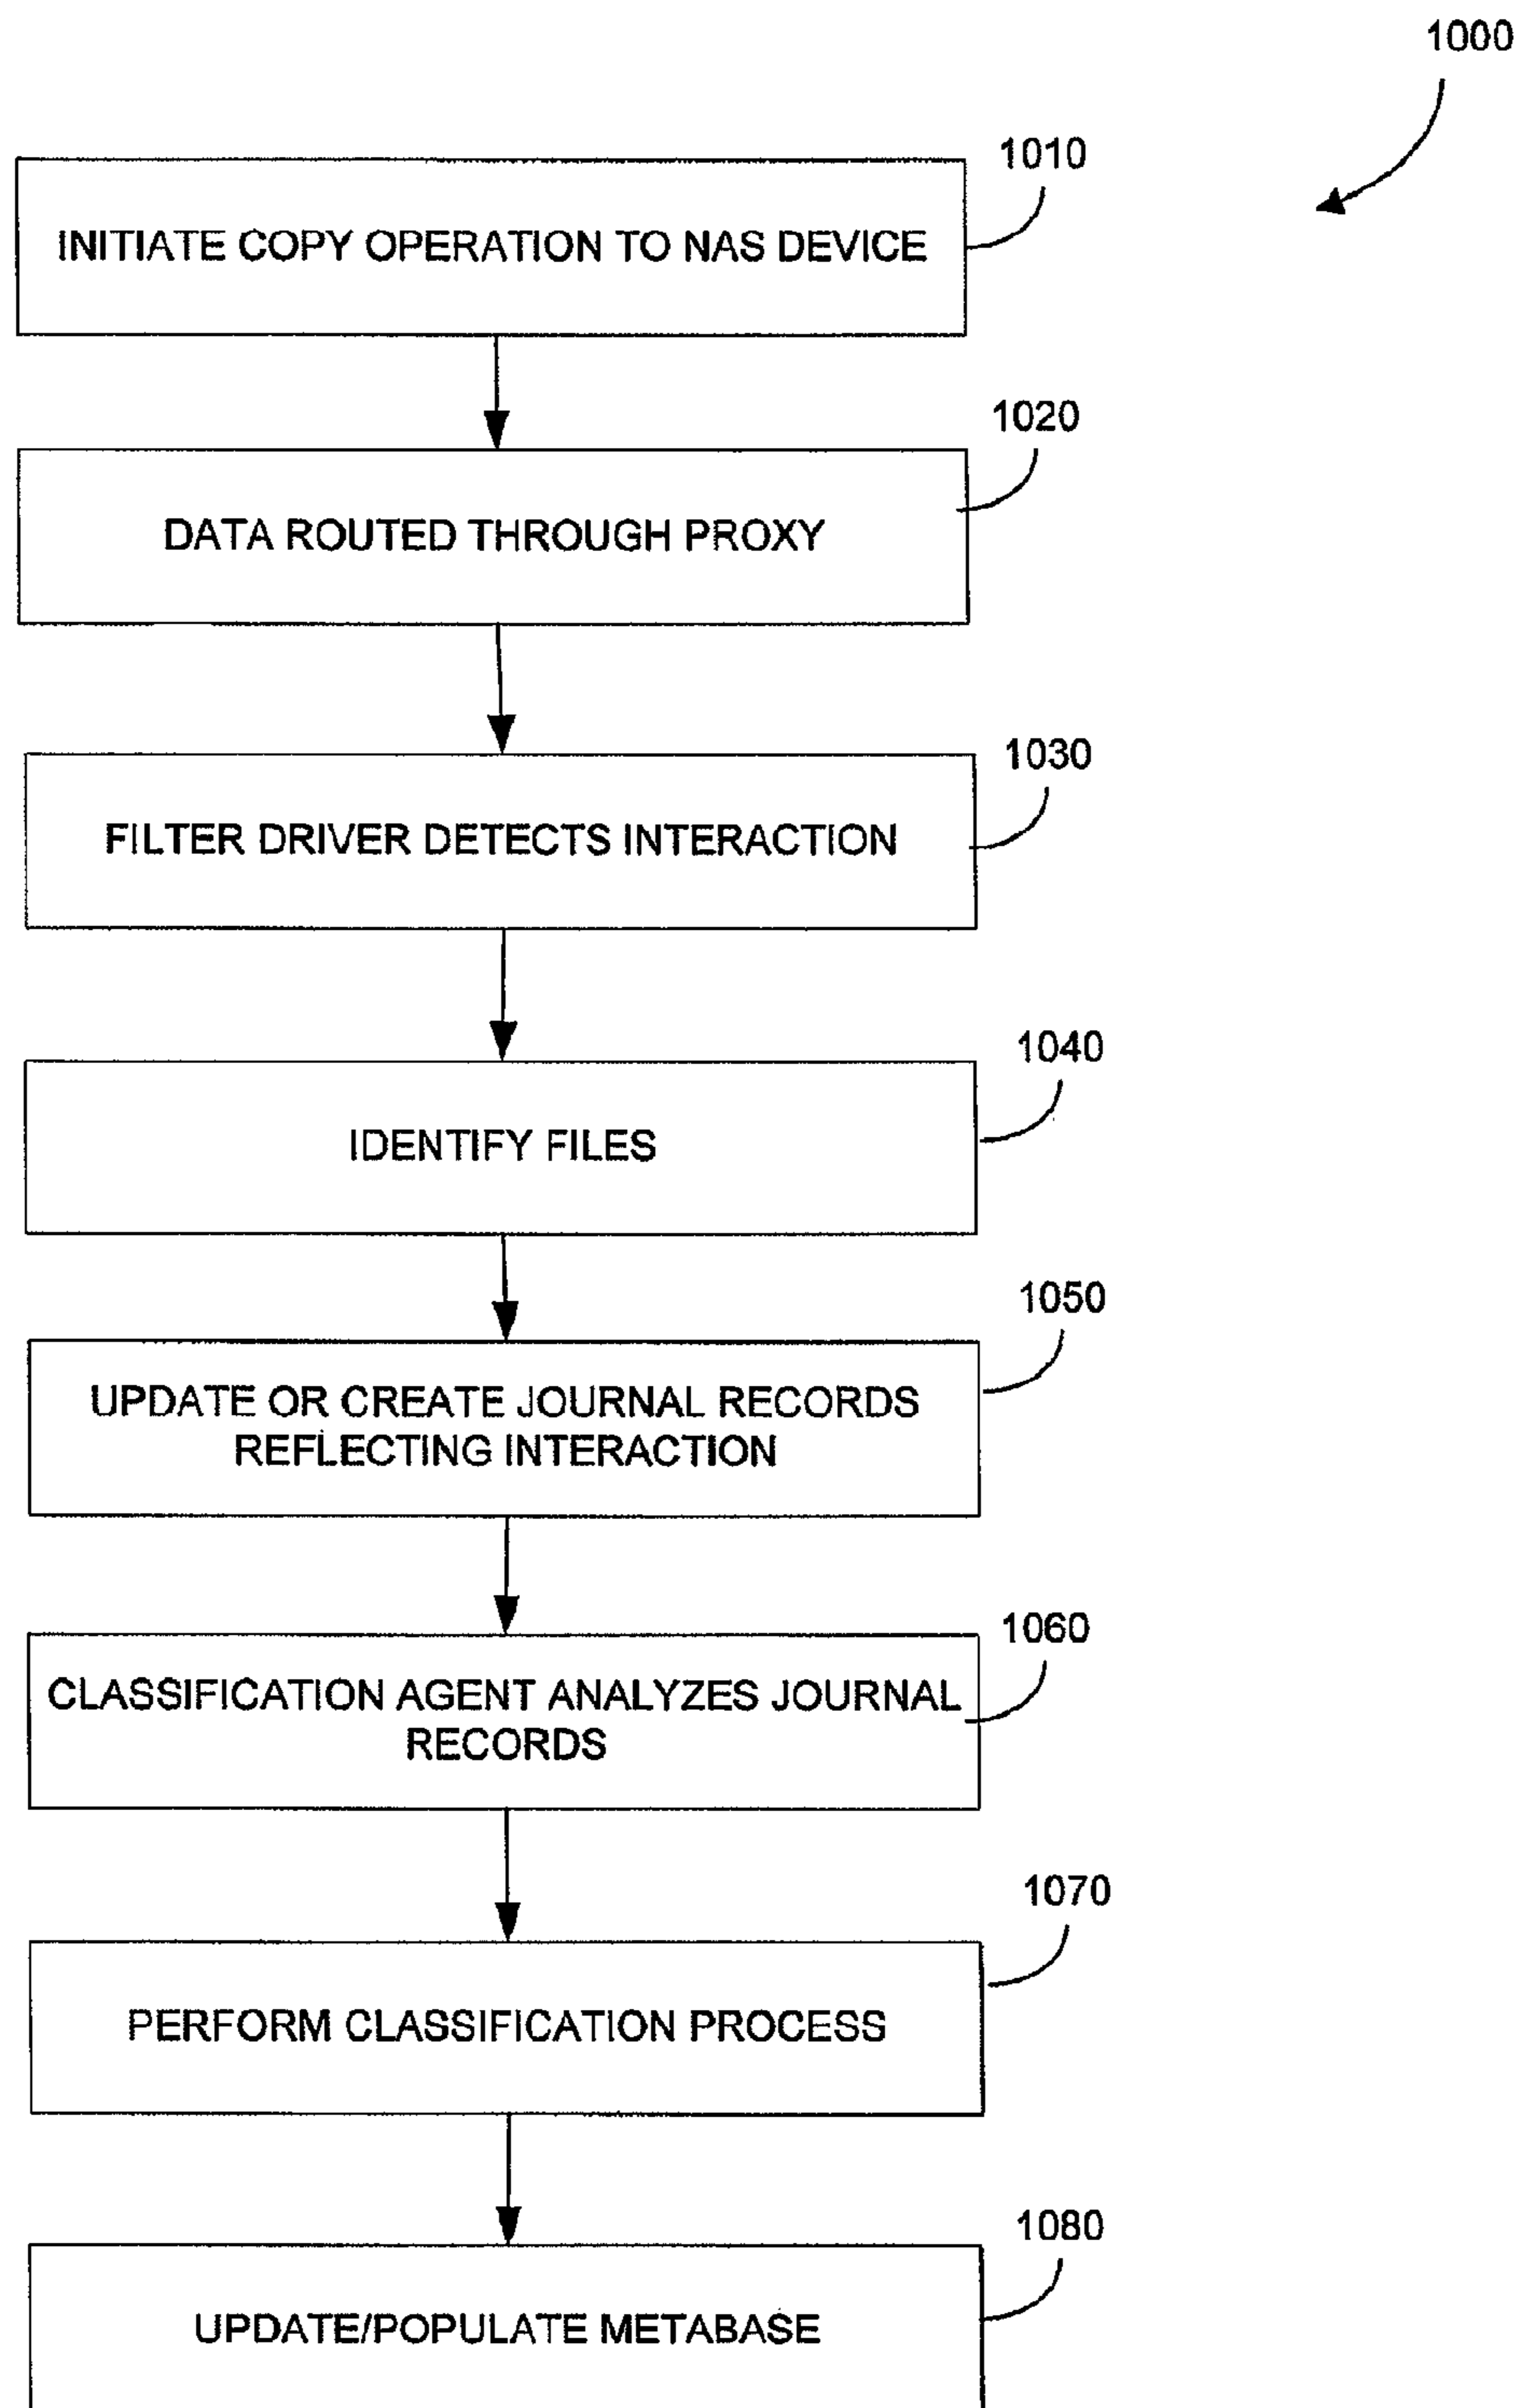 1000
1010
INITIATE COPY OPERATION TO NAS DEVICE
1020
DATA ROUTED THROUGH PROXY
1030
FILTER DRIVER DETECTS INTERACTION
1040
IDENTIFY FILES
1050
UPDATE OR CREATE JOURNAL RECORDS
REFLECTING INTERACTION
1060
CLASSIFICATION AGENT ANALYZES JOURNAL
RECORDS
1070
PERFORM CLASSIFICATION PROCESS
1080
UPDATE/POPULATE METABASE